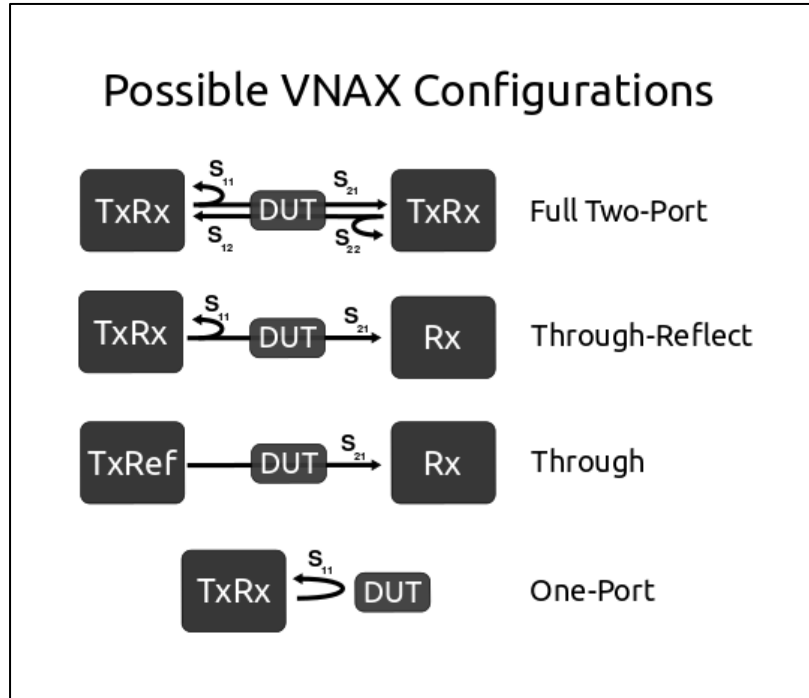 Possible VNAX Configurations
S11 S21
TxRx DUT TxRx Full Two-Port
S12 S22
S11 S21
TxRx DUT Rx Through-Reflect
S21
TxRef DUT Rx Through
S11
TxRx DUT One-Port